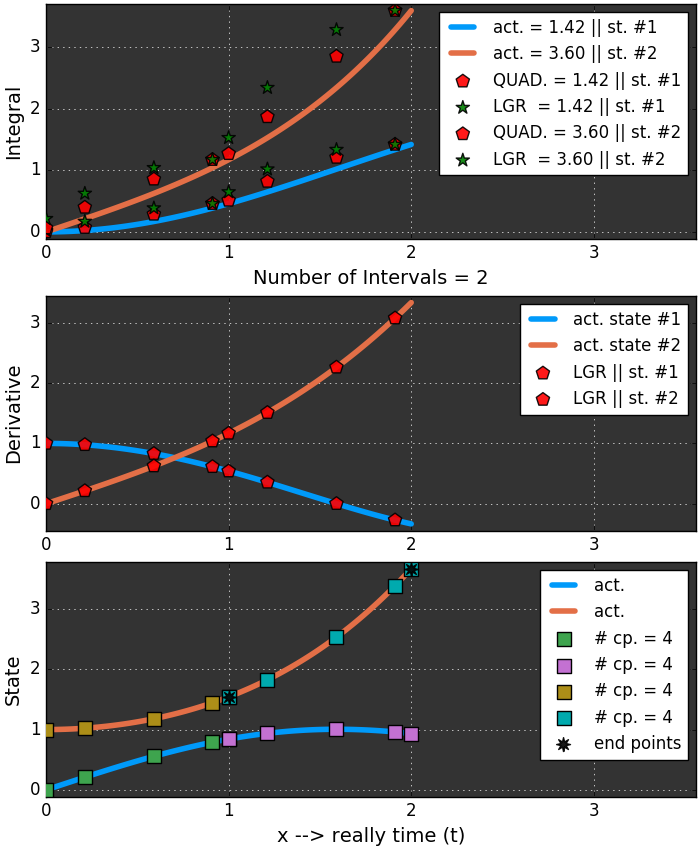 Integral
3
2
1
0
act. = 1.42 || st. #1
act. = 3.60 || st. #2
QUAD. = 1.42 || st. #1
LGR = 1.42 || st. #1
QUAD. = 3.60 || st. #2
LGR = 3.60 || st. #2
0 1 2 3
Number of Intervals = 2
Derivative
3
2
1
0
act. state #1
act. state #2
LGR || st. #1
LGR || st. #2
0 1 2 3
State
3
2
1
0
act.
act.
# cp. = 4
# cp. = 4
# cp. = 4
# cp. = 4
end points
0 1 2 3
x --> really time (t)